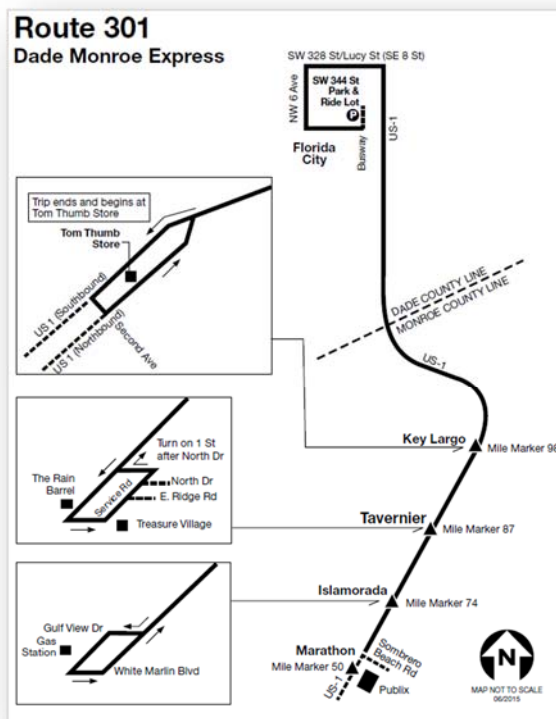 Route 301
Dade Monroe Express
SW 328 St/Lucy St (SE 8 St)
NW 6 Ave
SW 344 St
Park &
Ride Lot
P
Busway
US-1
Florida
City
Trip ends and begins at
Tom Thumb Store
Tom Thumb
Store
US 1 (Southbound)
US 1 (Northbound)
Second Ave
DADE COUNTY LINE
MONROE COUNTY LINE
US-1
Key Largo
Mile Marker 98
Turn on 1 St
after North Dr
The Rain
Barrel
Service Rd
North Dr
E. Ridge Rd
Treasure Village
Tavernier
Mile Marker 87
Islamorada
Mile Marker 74
Gulf View Dr
Gas
Station
White Marlin Blvd
Marathon
Mile Marker 50
Sombrero
Beach Rd
US-1
Publix
N
MAP NOT TO SCALE
06/2015